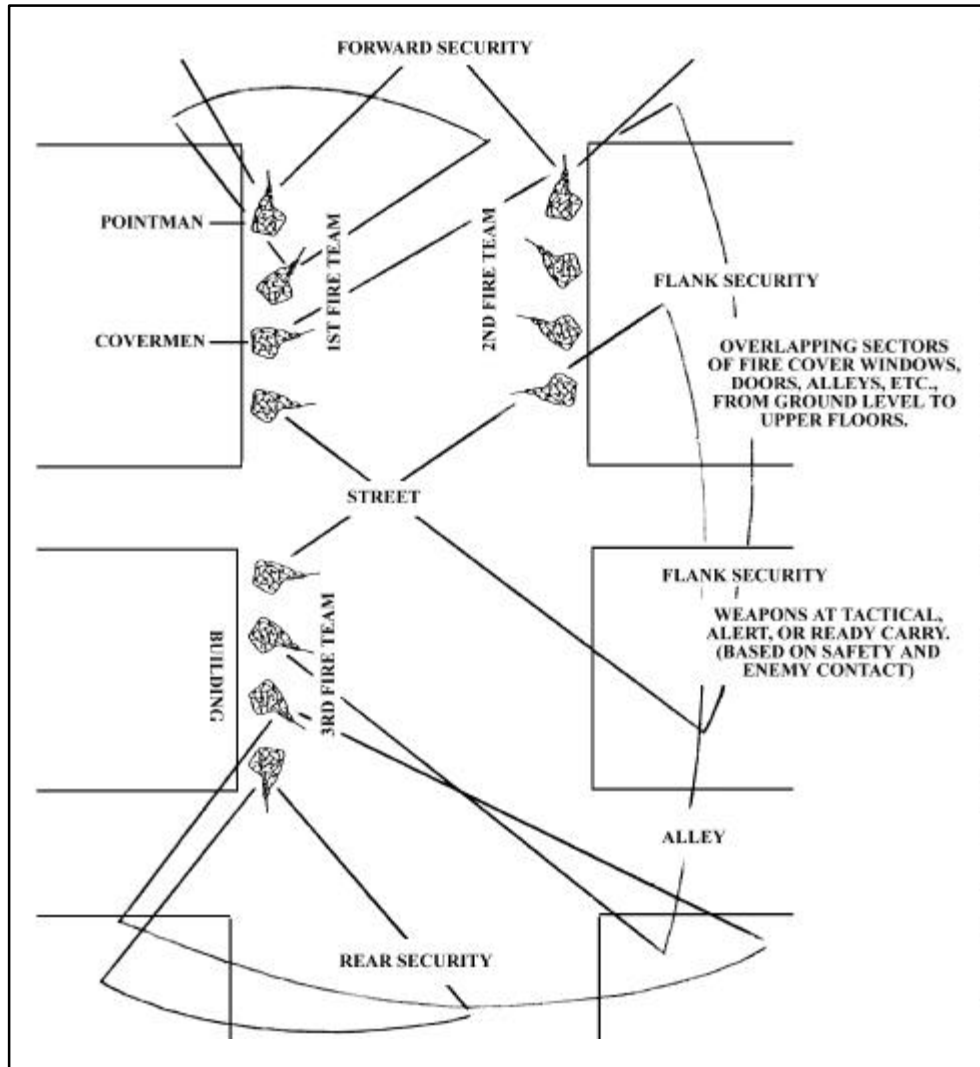 FORWARD SECURITY
POINTMAN
1ST FIRE TEAM
2ND FIRE TEAM
FLANK SECURITY
COVERMEN
OVERLAPPING SECTORS
OF FIRE COVER WINDOWS,
DOORS, ALLEYS, ETC.,
FROM GROUND LEVEL TO
UPPER FLOORS.
STREET
FLANK SECURITY
WEAPONS AT TACTICAL,
ALERT, OR READY CARRY.
(BASED ON SAFETY AND
ENEMY CONTACT)
BUILDING
3RD FIRE TEAM
ALLEY
REAR SECURITY